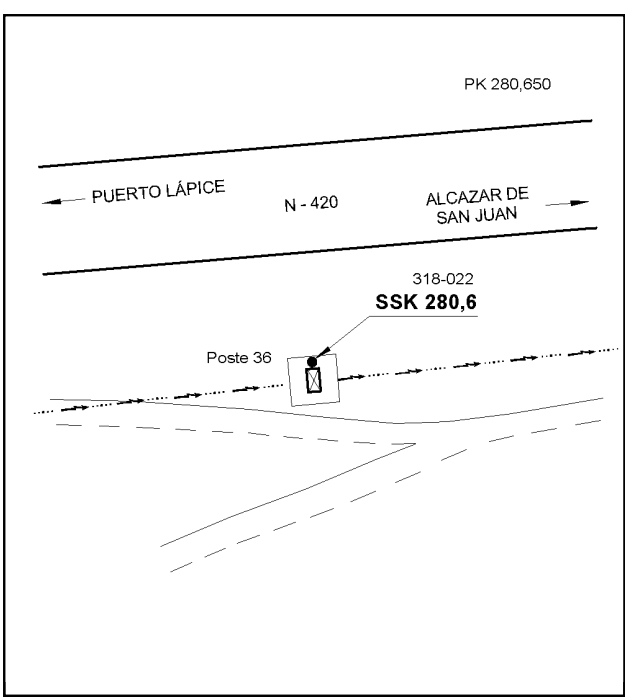 PK 280,650
PUERTO LÁPICE
N - 420
ALCAZAR DE
SAN JUAN
318-022
SSK 280,6
Poste 36